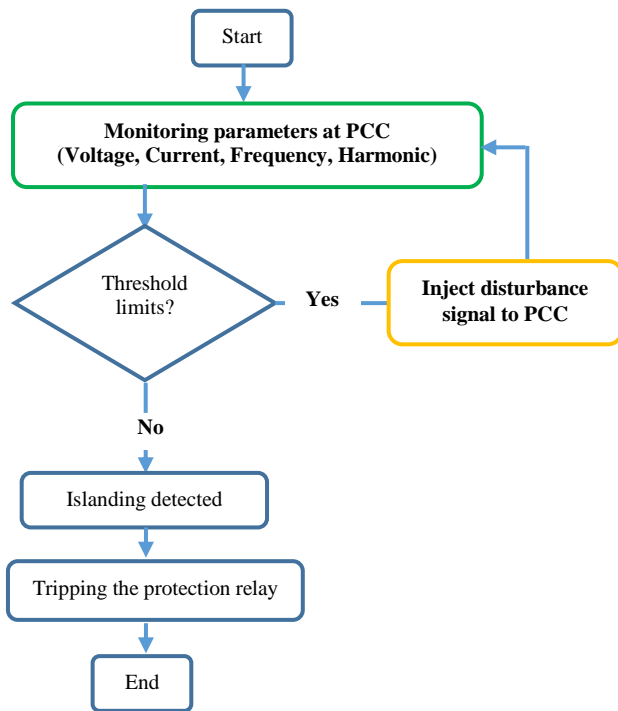 Start
Monitoring parameters at PCC
(Voltage, Current, Frequency, Harmonic)
Threshold
limits?
Yes
Inject disturbance
signal to PCC
No
Islanding detected
Tripping the protection relay
End